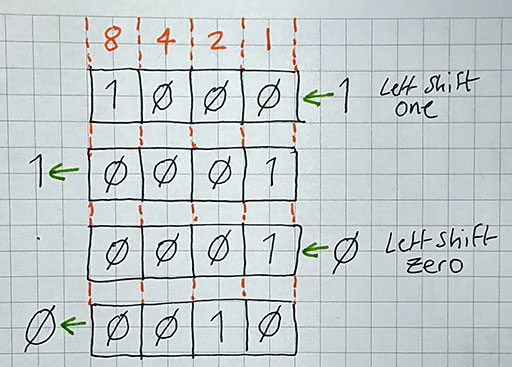 8 4 2 1
1 Ø Ø Ø ← 1 Left shift one
1 ← Ø Ø Ø 1
Ø Ø Ø 1 ← Ø Left shift zero
Ø ← Ø Ø 1 Ø